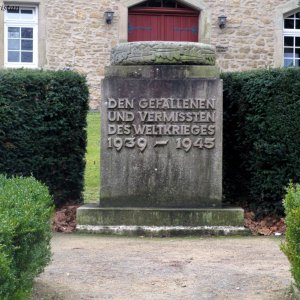 DEN GEFALLENEN
UND VERMISSTEN
DES WELTKRIEGES
1939 – 1945